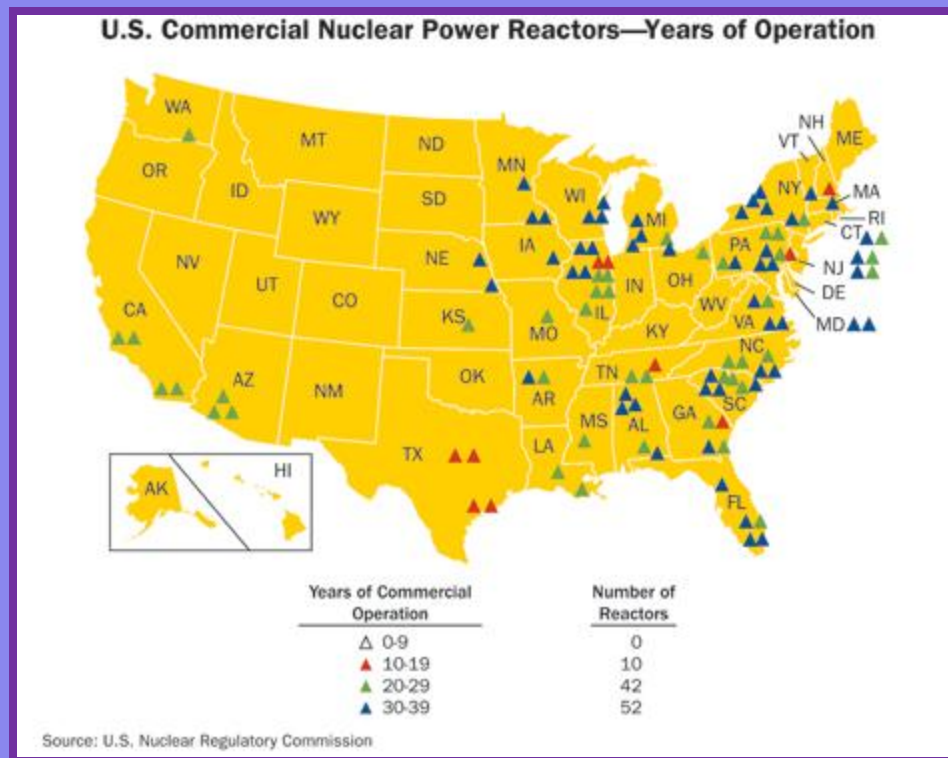 U.S. Commercial Nuclear Power Reactors—Years of Operation
WA
MT
ND
MN
OR
ID
SD
WI
MI
NH
VT
ME
NY
MA
RI
CT
WY
IA
NE
PA
NJ
NV
UT
CO
IL
IN
OH
WV
DE
MD
CA
KS
MO
KY
VA
NC
AZ
NM
OK
AR
TN
SC
MS
AL
GA
TX
LA
FL
AK
HI
Years of Commercial Operation
Number of Reactors
0-9 0
10-19 10
20-29 42
30-39 52
Source: U.S. Nuclear Regulatory Commission